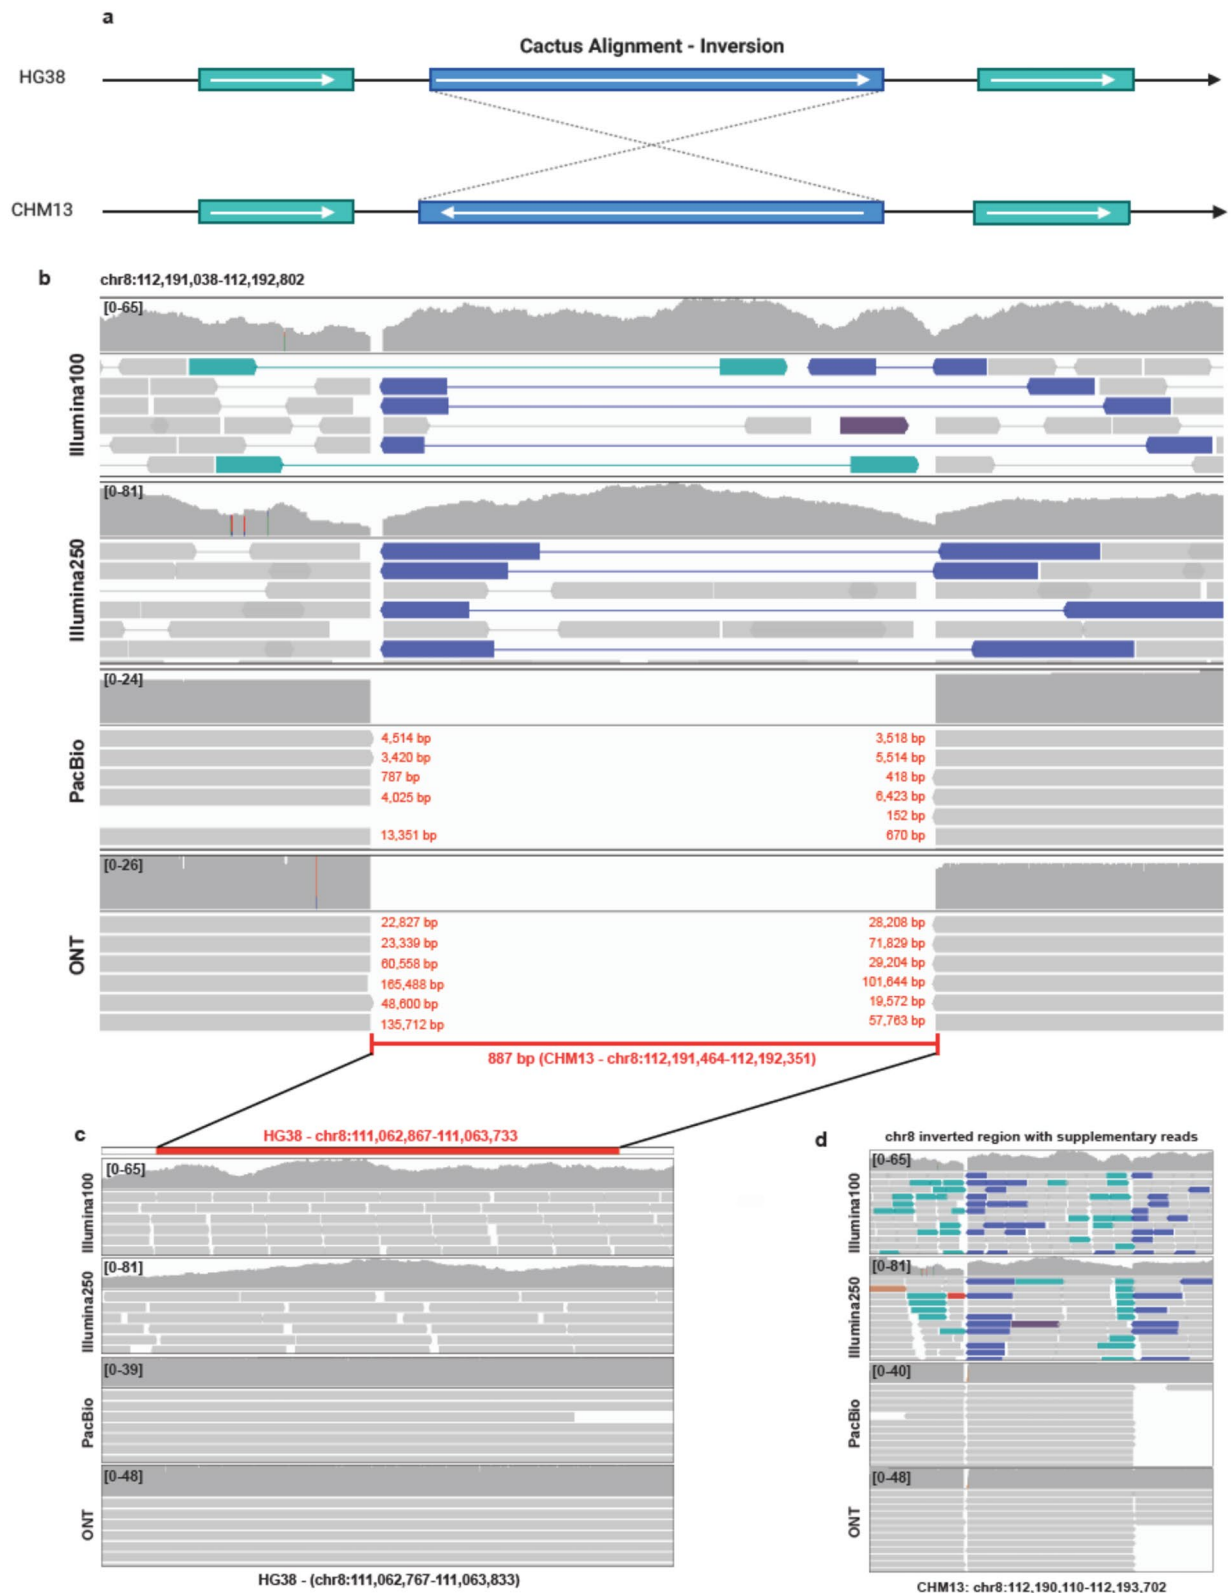 a
Cactus Alignment - Inversion
HG38
CHM13
b
chr8:112,191,038-112,192,802
[0-65]
Illumina100
[0-81]
Illumina250
[0-24]
PacBio
4,514 bp 3,518 bp
3,420 bp 5,514 bp
787 bp 418 bp
4,025 bp 6,423 bp
152 bp
13,351 bp 670 bp
[0-26]
ONT
22,827 bp 28,208 bp
23,339 bp 71,829 bp
60,558 bp 29,204 bp
165,488 bp 101,644 bp
48,600 bp 19,572 bp
135,712 bp 57,763 bp
887 bp (CHM13 - chr8:112,191,464-112,192,351)
c
HG38 - chr8:111,062,867-111,063,733
[0-65]
Illumina100
[0-81]
Illumina250
[0-39]
PacBio
[0-48]
ONT
HG38 - (chr8:111,062,767-111,063,833)
d
chr8 inverted region with supplementary reads
[0-65]
Illumina100
[0-81]
Illumina250
[0-40]
PacBio
[0-48]
ONT
CHM13: chr8:112,190,110-112,193,702